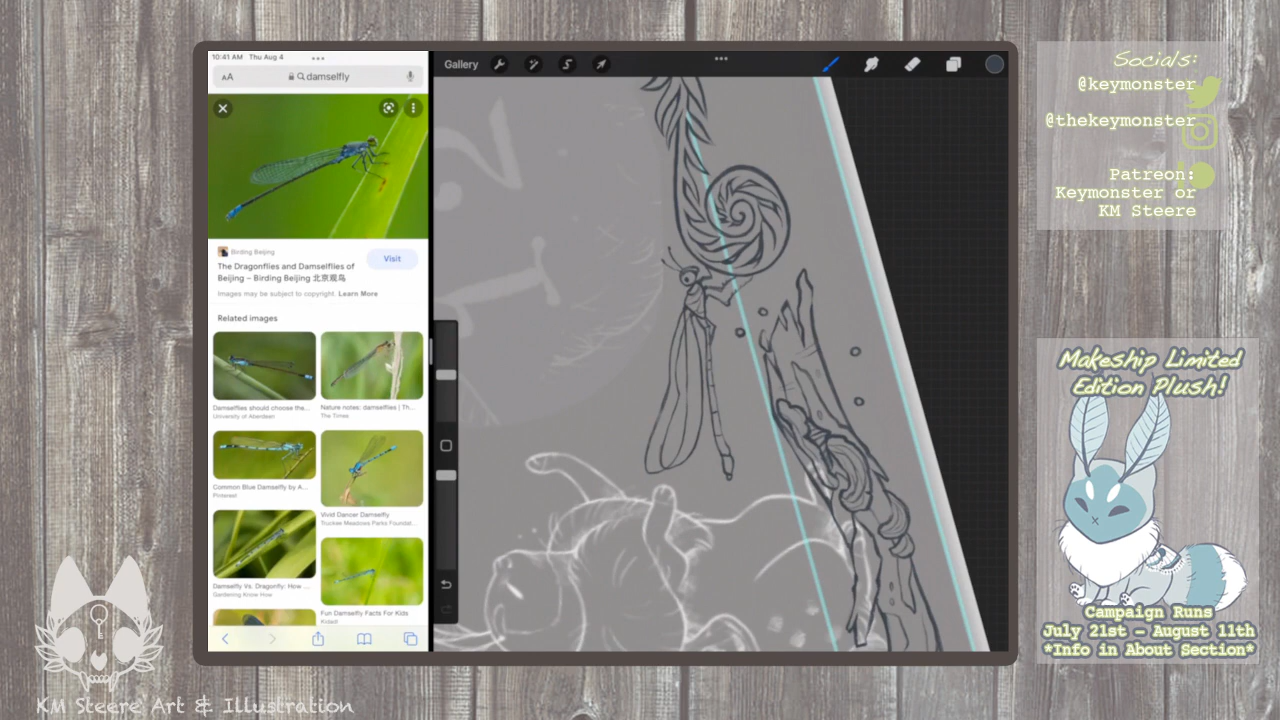 10:41 AM Thu Aug 4
AA
damselfly
Birding Beijing
The Dragonflies and Damselflies of
Beijing – Birding Beijing 北京观鸟
Visit
Images may be subject to copyright. Learn More
Related images
Damselflies should choose the...
University of Aberdeen
Nature notes: damselflies | Th...
The Times
Common Blue Damselfly by A...
Pinterest
Vivid Dancer Damselfly
Truckee Meadows Parks Foundat...
Damselfly Vs. Dragonfly: How ...
Gardening Know How
Fun Damselfly Facts For Kids
Kidadl
Gallery
Socials:
@keymonster
@thekeymonster
Patreon:
Keymonster or
KM Steere
Makeship Limited
Edition Plush!
Campaign Runs
July 21st - August 11th
*Info in About Section*
KM Steere Art & Illustration